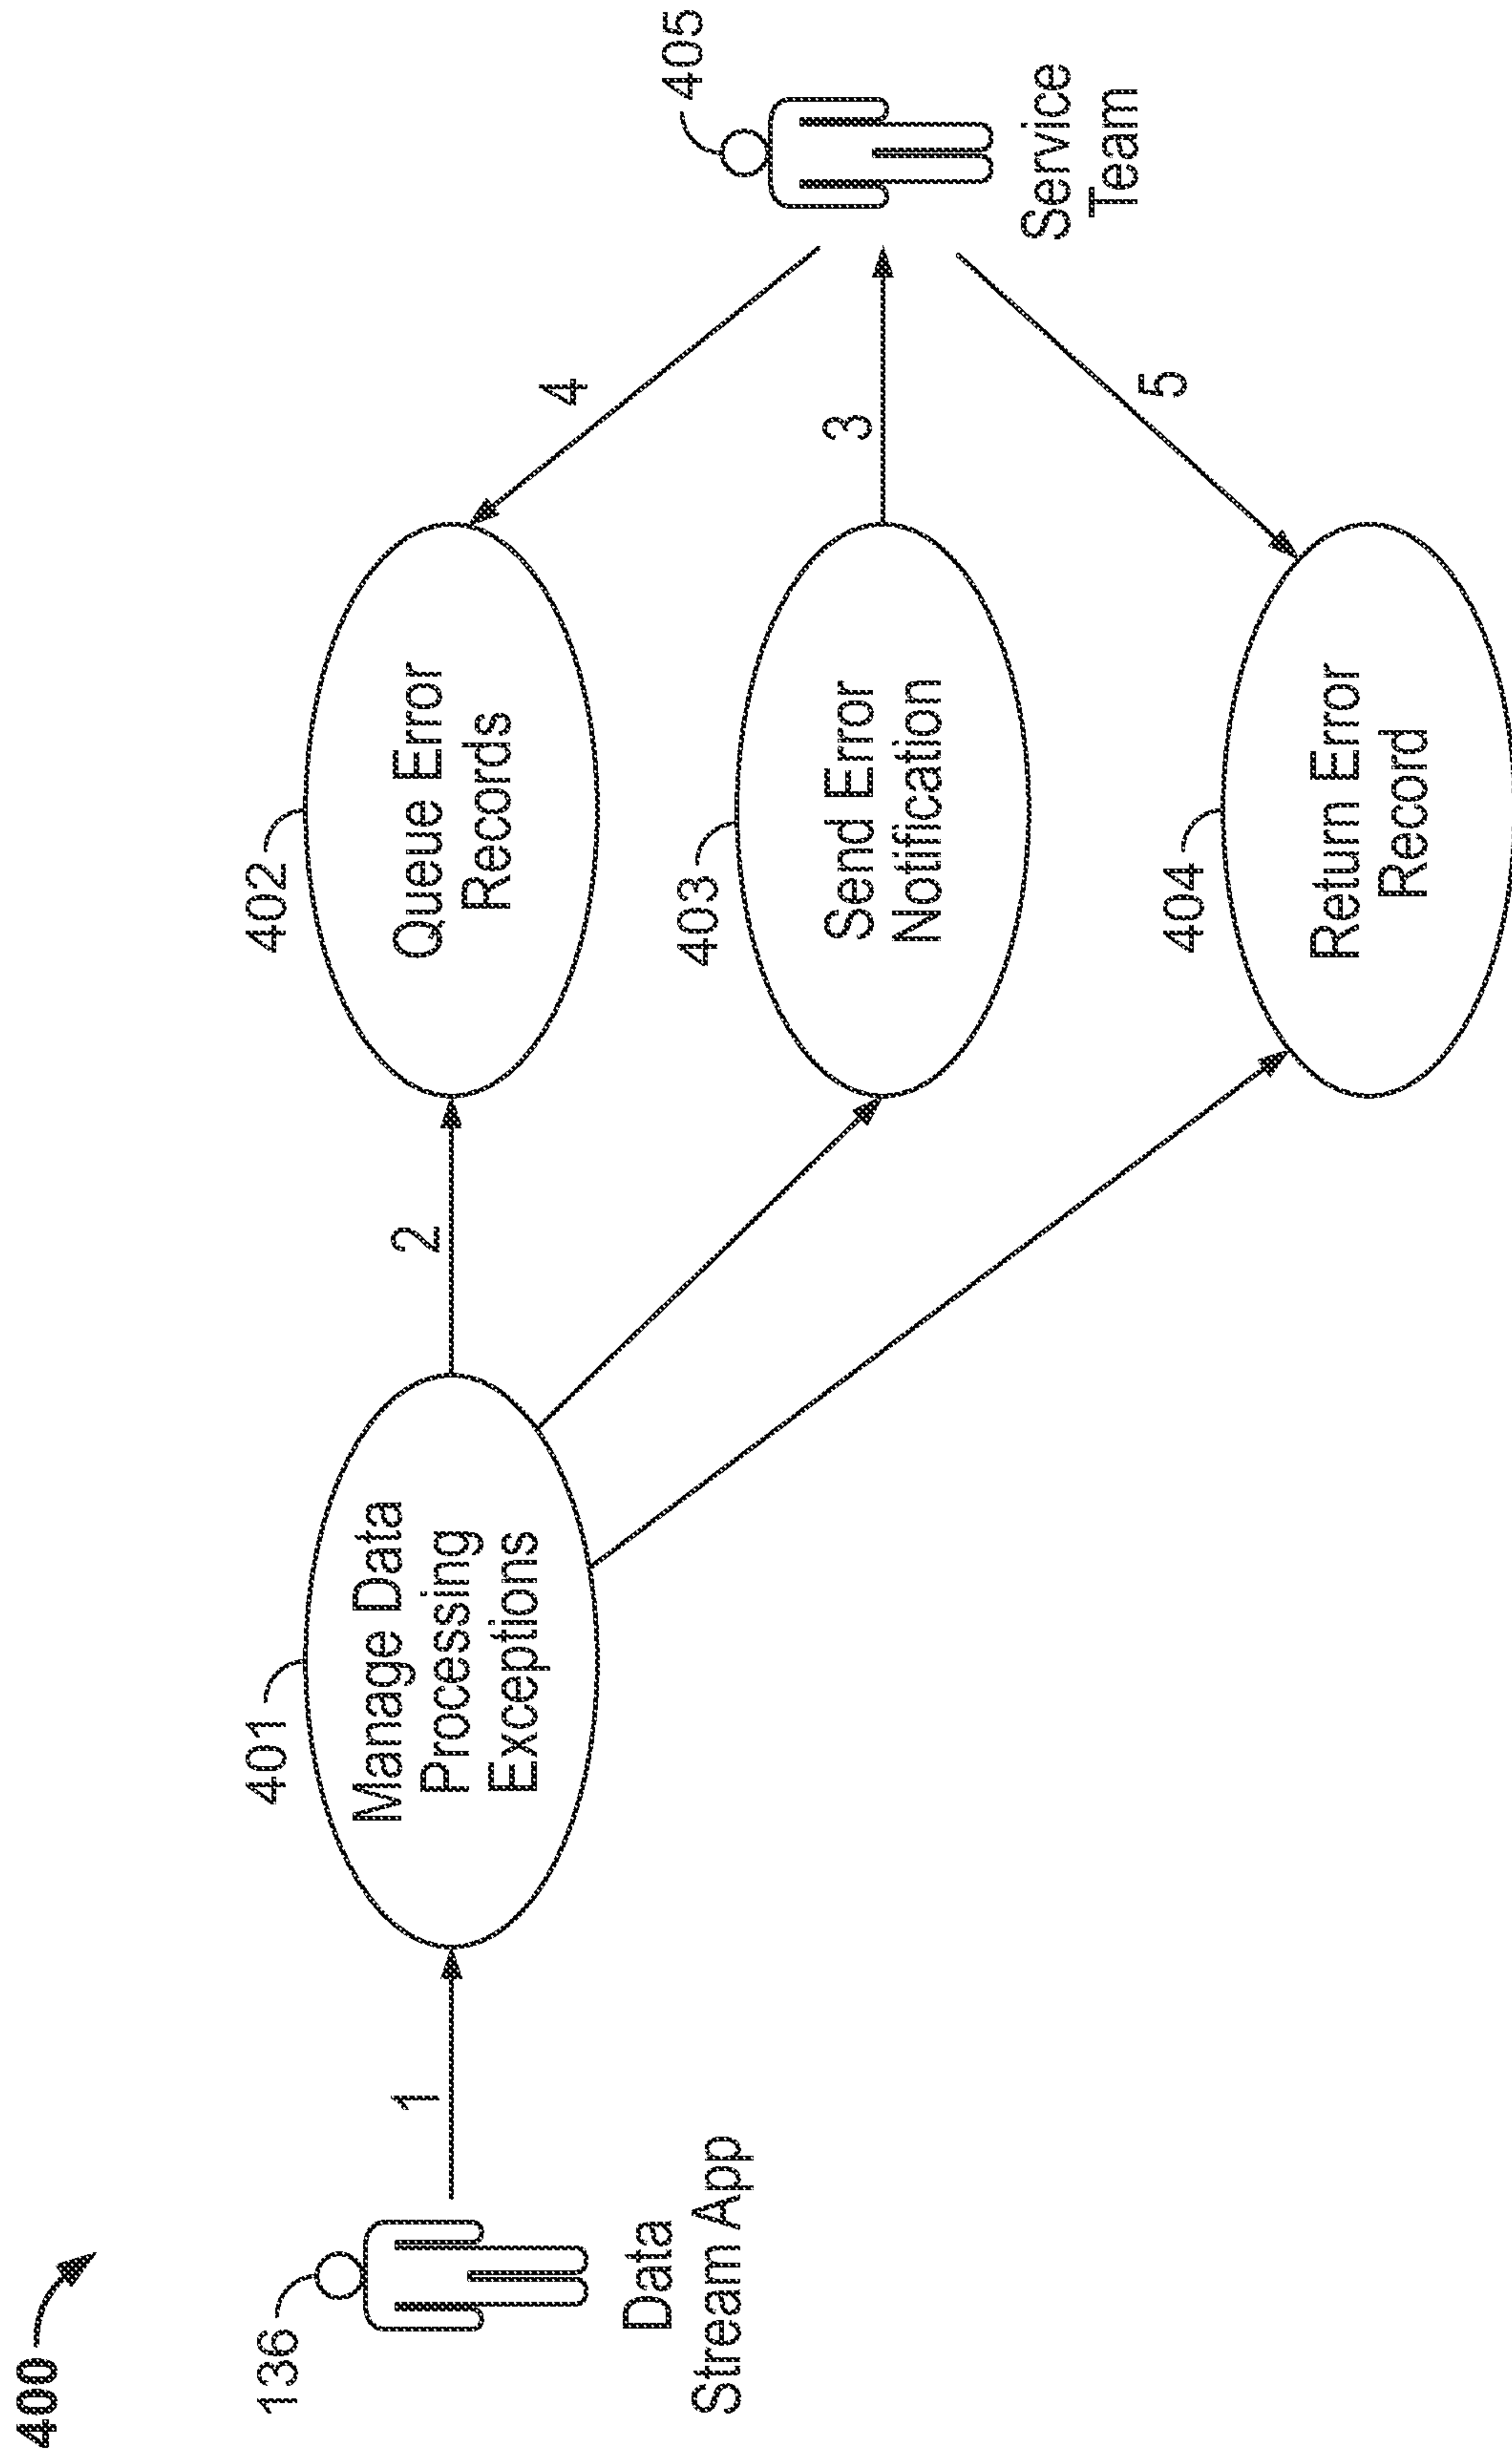 400
136
Data
Stream App
1
401
Manage Data
Processing
Exceptions
2
402
Queue Error
Records
403
Send Error
Notification
404
Return Error
Record
4
3
5
405
Service
Team